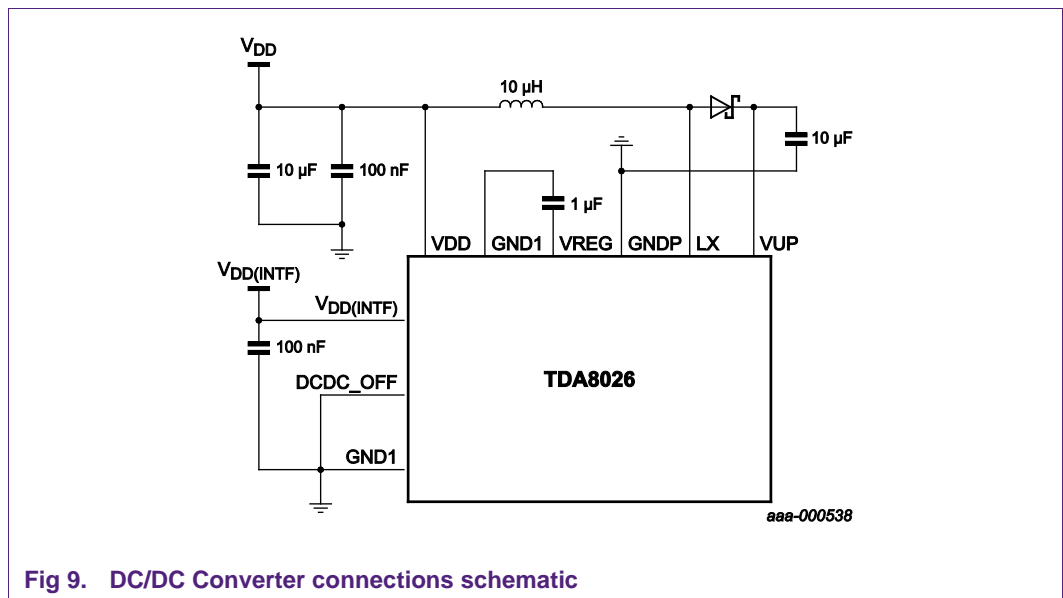 VDD
10 µH
10 µF
10 µF
100 nF
1 µF
VDD GND1 VREG GNDP LX VUP
VDD(INTF)
VDD(INTF)
100 nF
DCDC_OFF
TDA8026
GND1
aaa-000538
Fig 9. DC/DC Converter connections schematic